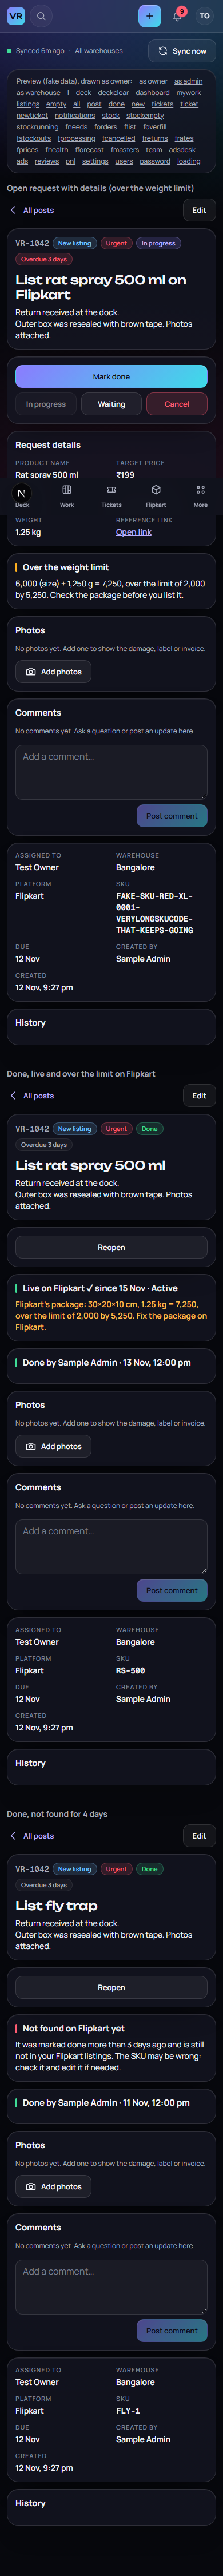 VR
9
TO
Synced 6m ago · All warehouses
Sync now
Preview (fake data), drawn as owner: as owner as admin
as warehouse | deck deckclear dashboard mywork
listings empty all post done new tickets ticket
newticket notifications stock stockempty
stockrunning fneeds forders flist foverfill
fstockouts fprocessing fcancelled freturns frates
forices fhealth fforecast fmasters team adsdesk
ads reviews pnl settings users password loading
Open request with details (over the weight limit)
All posts
Edit
VR-1042 New listing Urgent In progress
Overdue 3 days
List rat spray 500 ml on
Flipkart
Return received at the dock.
Outer box was resealed with brown tape. Photos
attached.
Mark done
In progress Waiting Cancel
Request details
PRODUCT NAME TARGET PRICE
Rat spray 500 ml ₹199
N
Deck Work Tickets Flipkart More
WEIGHT REFERENCE LINK
1.25 kg Open link
Over the weight limit
6,000 (size) + 1,250 g = 7,250, over the limit of 2,000
by 5,250. Check the package before you list it.
Photos
No photos yet. Add one to show the damage, label or invoice.
Add photos
Comments
No comments yet. Ask a question or post an update here.
Add a comment...
Post comment
ASSIGNED TO WAREHOUSE
Test Owner Bangalore
PLATFORM SKU
Flipkart FAKE-SKU-RED-XL-
0001-
VERYLONGSKUCODE-
THAT-KEEPS-GOING
DUE CREATED BY
12 Nov Sample Admin
CREATED
12 Nov, 9:27 pm
History
Done, live and over the limit on Flipkart
All posts
Edit
VR-1042 New listing Urgent Done
Overdue 3 days
List rat spray 500 ml
Return received at the dock.
Outer box was resealed with brown tape. Photos
attached.
Reopen
Live on Flipkart ✓ since 15 Nov · Active
Flipkart's package: 30×20×10 cm, 1.25 kg = 7,250,
over the limit of 2,000 by 5,250. Fix the package on
Flipkart.
Done by Sample Admin · 13 Nov, 12:00 pm
Photos
No photos yet. Add one to show the damage, label or invoice.
Add photos
Comments
No comments yet. Ask a question or post an update here.
Add a comment...
Post comment
ASSIGNED TO WAREHOUSE
Test Owner Bangalore
PLATFORM SKU
Flipkart RS-500
DUE CREATED BY
12 Nov Sample Admin
CREATED
12 Nov, 9:27 pm
History
Done, not found for 4 days
All posts
Edit
VR-1042 New listing Urgent Done
Overdue 3 days
List fly trap
Return received at the dock.
Outer box was resealed with brown tape. Photos
attached.
Reopen
Not found on Flipkart yet
It was marked done more than 3 days ago and is still
not in your Flipkart listings. The SKU may be wrong:
check it and edit it if needed.
Done by Sample Admin · 11 Nov, 12:00 pm
Photos
No photos yet. Add one to show the damage, label or invoice.
Add photos
Comments
No comments yet. Ask a question or post an update here.
Add a comment...
Post comment
ASSIGNED TO WAREHOUSE
Test Owner Bangalore
PLATFORM SKU
Flipkart FLY-1
DUE CREATED BY
12 Nov Sample Admin
CREATED
12 Nov, 9:27 pm
History